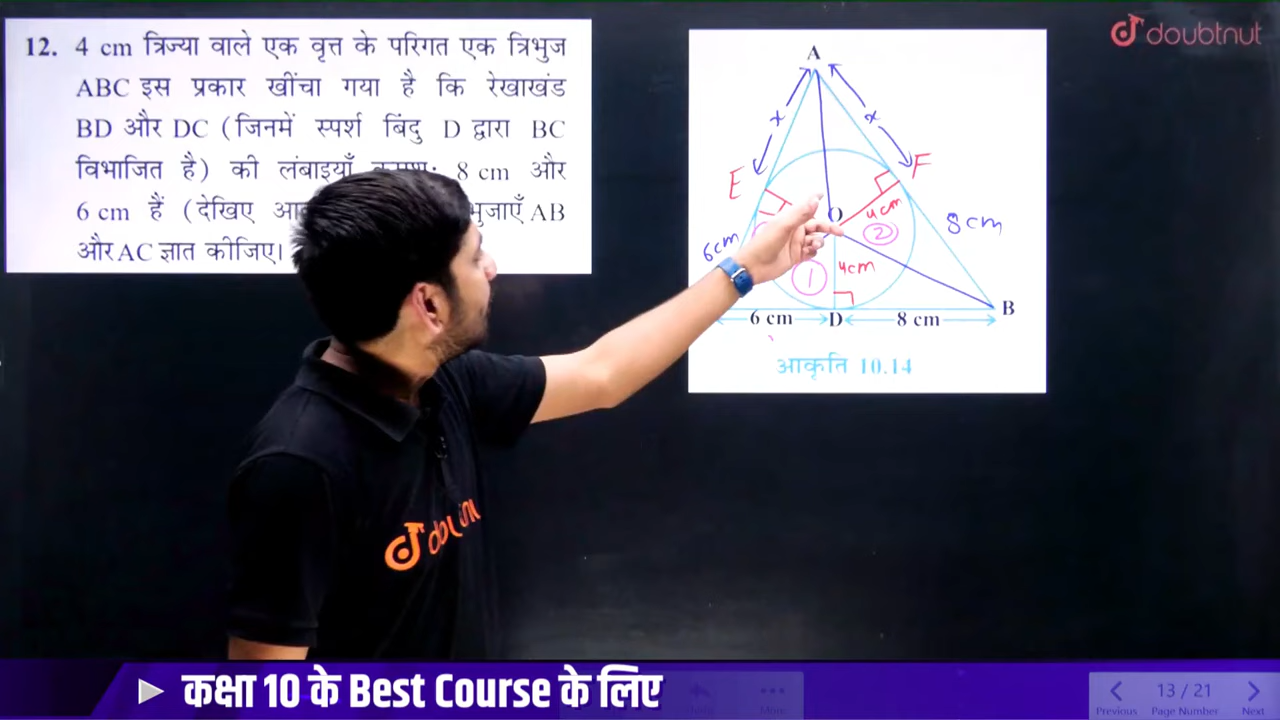 12. 4 cm त्रिज्या वाले एक वृत्त के परिगत एक त्रिभुज
ABC इस प्रकार खींचा गया है कि रेखाखंड
BD और DC (जिनमें स्पर्श बिंदु D द्वारा BC
विभाजित है) की लंबाइयाँ 8 cm और
6 cm हैं (देखिए AB
और AC ज्ञात कीजिए।
doubtnut
A
x
x
E
F
O
4cm
8cm
2
6cm
1
4cm
B
6 cm
D
8 cm
आकृति 10.14
कक्षा 10 के Best Course के लिए
13 / 21
Previous
Page Number
Next
More